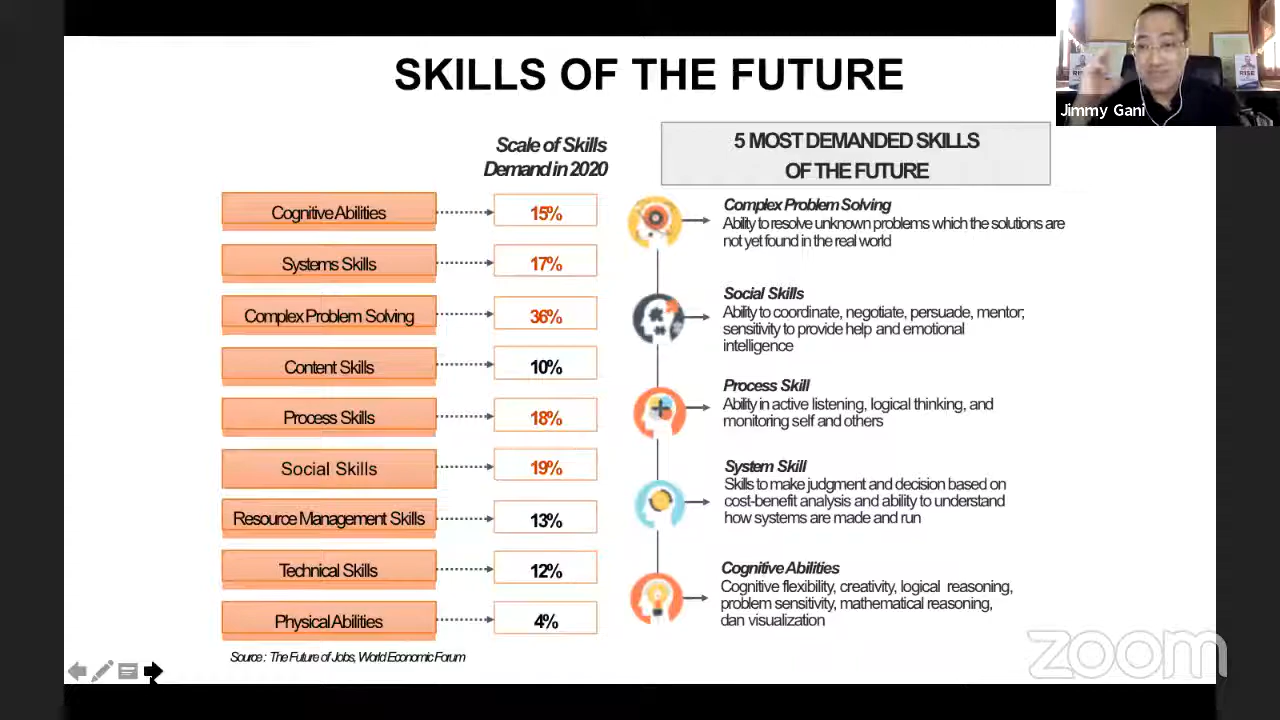 SKILLS OF THE FUTURE
Jimmy Gani
RISE
RISE
Scale of Skills
Demand in 2020
Cognitive Abilities
15%
Systems Skills
17%
Complex Problem Solving
36%
Content Skills
10%
Process Skills
18%
Social Skills
19%
Resource Management Skills
13%
Technical Skills
12%
Physical Abilities
4%
Source : The Future of Jobs, World Economic Forum
5 MOST DEMANDED SKILLS
OF THE FUTURE
Complex Problem Solving
Ability to resolve unknown problems which the solutions are
not yet found in the real world
Social Skills
Ability to coordinate, negotiate, persuade, mentor;
sensitivity to provide help and emotional
intelligence
Process Skill
Ability in active listening, logical thinking, and
monitoring self and others
System Skill
Skills to make judgment and decision based on
cost-benefit analysis and ability to understand
how systems are made and run
Cognitive Abilities
Cognitive flexibility, creativity, logical reasoning,
problem sensitivity, mathematical reasoning,
dan visualization
zoom